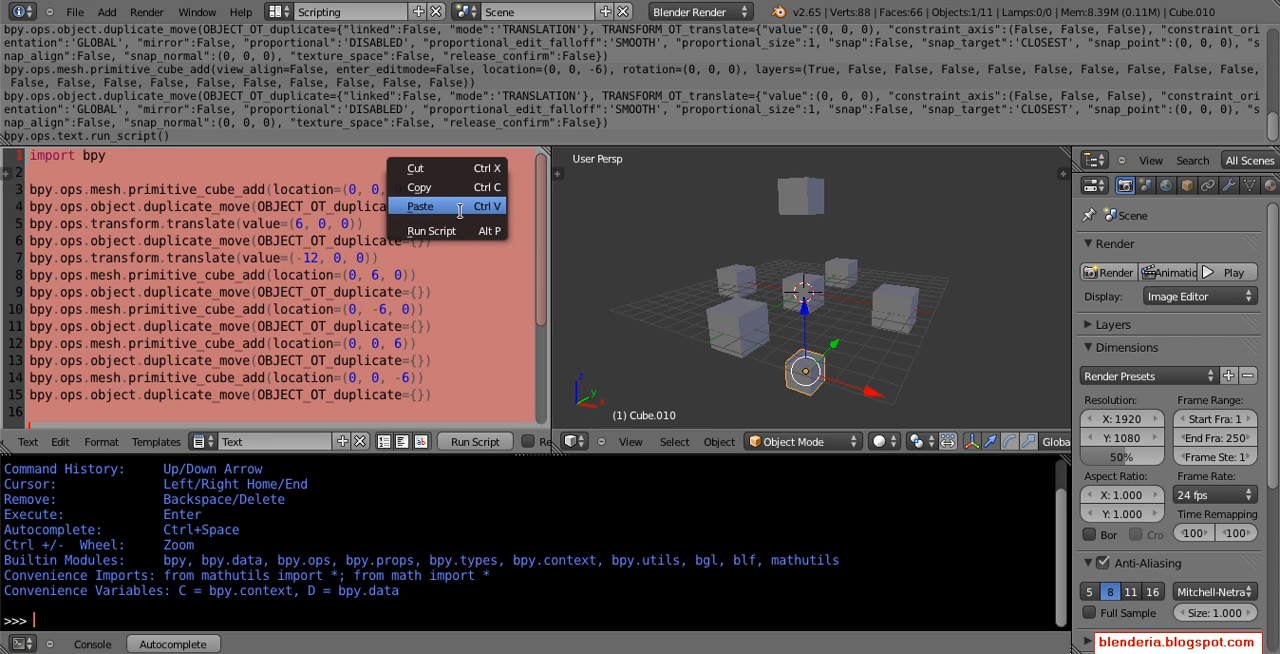 File Add Render Window Help Scripting Scene Blender Render v2.65 | Verts:88 | Faces:66 | Objects:1/11 | Lamps:0/0 | Mem:8.39M (0.11M) | Cube.010
bpy.ops.object.duplicate_move(OBJECT_OT_duplicate={"linked":False, "mode":'TRANSLATION'}, TRANSFORM_OT_translate={"value":(0, 0, 0), "constraint_axis":(False, False, False), "constraint_ori
entation":'GLOBAL', "mirror":False, "proportional":'DISABLED', "proportional_edit_falloff":'SMOOTH', "proportional_size":1, "snap":False, "snap_target":'CLOSEST', "snap_point":(0, 0, 0), "s
nap_align":False, "snap_normal":(0, 0, 0), "texture_space":False, "release_confirm":False})
bpy.ops.mesh.primitive_cube_add(view_align=False, enter_editmode=False, location=(0, 0, -6), rotation=(0, 0, 0), layers=(True, False, False, False, False, False, False, False, False, False,
False, False, False, False, False, False, False, False, False, False))
bpy.ops.object.duplicate_move(OBJECT_OT_duplicate={"linked":False, "mode":'TRANSLATION'}, TRANSFORM_OT_translate={"value":(0, 0, 0), "constraint_axis":(False, False, False), "constraint_ori
entation":'GLOBAL', "mirror":False, "proportional":'DISABLED', "proportional_edit_falloff":'SMOOTH', "proportional_size":1, "snap":False, "snap_target":'CLOSEST', "snap_point":(0, 0, 0), "s
nap_align":False, "snap_normal":(0, 0, 0), "texture_space":False, "release_confirm":False})
bpy.ops.text.run_script()
1 import bpy
2
3 bpy.ops.mesh.primitive_cube_add(location=(0, 0,
4 bpy.ops.object.duplicate_move(OBJECT_OT_duplica
5 bpy.ops.transform.translate(value=(6, 0, 0))
6 bpy.ops.object.duplicate_move(OBJECT_OT_duplicate={})
7 bpy.ops.transform.translate(value=(-12, 0, 0))
8 bpy.ops.mesh.primitive_cube_add(location=(0, 6, 0))
9 bpy.ops.object.duplicate_move(OBJECT_OT_duplicate={})
10 bpy.ops.mesh.primitive_cube_add(location=(0, -6, 0))
11 bpy.ops.object.duplicate_move(OBJECT_OT_duplicate={})
12 bpy.ops.mesh.primitive_cube_add(location=(0, 0, 6))
13 bpy.ops.object.duplicate_move(OBJECT_OT_duplicate={})
14 bpy.ops.mesh.primitive_cube_add(location=(0, 0, -6))
15 bpy.ops.object.duplicate_move(OBJECT_OT_duplicate={})
16
Cut Ctrl X
Copy Ctrl C
Paste Ctrl V
Run Script Alt P
Text Edit Format Templates Text Run Script Re
User Persp
z
y
x
(1) Cube.010
View Select Object Object Mode Globa
View Search All Scenes
Scene
Render
Render Animatic Play
Display: Image Editor
Layers
Dimensions
Render Presets
Resolution: Frame Range:
X: 1920 Start Fra: 1
Y: 1080 End Fra: 250
50% Frame Ste: 1
Aspect Ratio: Frame Rate:
X: 1.000 24 fps
Y: 1.000 Time Remapping
Bor Cro 100 100
Anti-Aliasing
5 8 11 16 Mitchell-Netra
Full Sample Size: 1.000
Command History: Up/Down Arrow
Cursor: Left/Right Home/End
Remove: Backspace/Delete
Execute: Enter
Autocomplete: Ctrl+Space
Ctrl +/- Wheel: Zoom
Builtin Modules: bpy, bpy.data, bpy.ops, bpy.props, bpy.types, bpy.context, bpy.utils, bgl, blf, mathutils
Convenience Imports: from mathutils import *; from math import *
Convenience Variables: C = bpy.context, D = bpy.data
>>>
Console Autocomplete
blenderia.blogspot.com